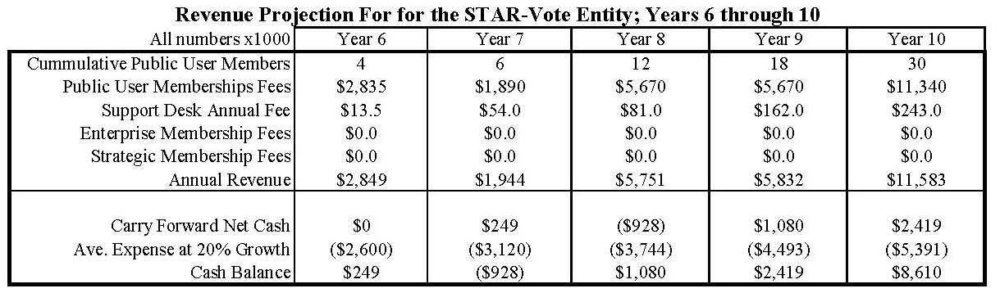 Revenue Projection For for the STAR-Vote Entity; Years 6 through 10
All numbers x1000 Year 6 Year 7 Year 8 Year 9 Year 10
Cummulative Public User Members 4 6 12 18 30
Public User Memberships Fees $2,835 $1,890 $5,670 $5,670 $11,340
Support Desk Annual Fee $13.5 $54.0 $81.0 $162.0 $243.0
Enterprise Membership Fees $0.0 $0.0 $0.0 $0.0 $0.0
Strategic Membership Fees $0.0 $0.0 $0.0 $0.0 $0.0
Annual Revenue $2,849 $1,944 $5,751 $5,832 $11,583
Carry Forward Net Cash $0 $249 ($928) $1,080 $2,419
Ave. Expense at 20% Growth ($2,600) ($3,120) ($3,744) ($4,493) ($5,391)
Cash Balance $249 ($928) $1,080 $2,419 $8,610